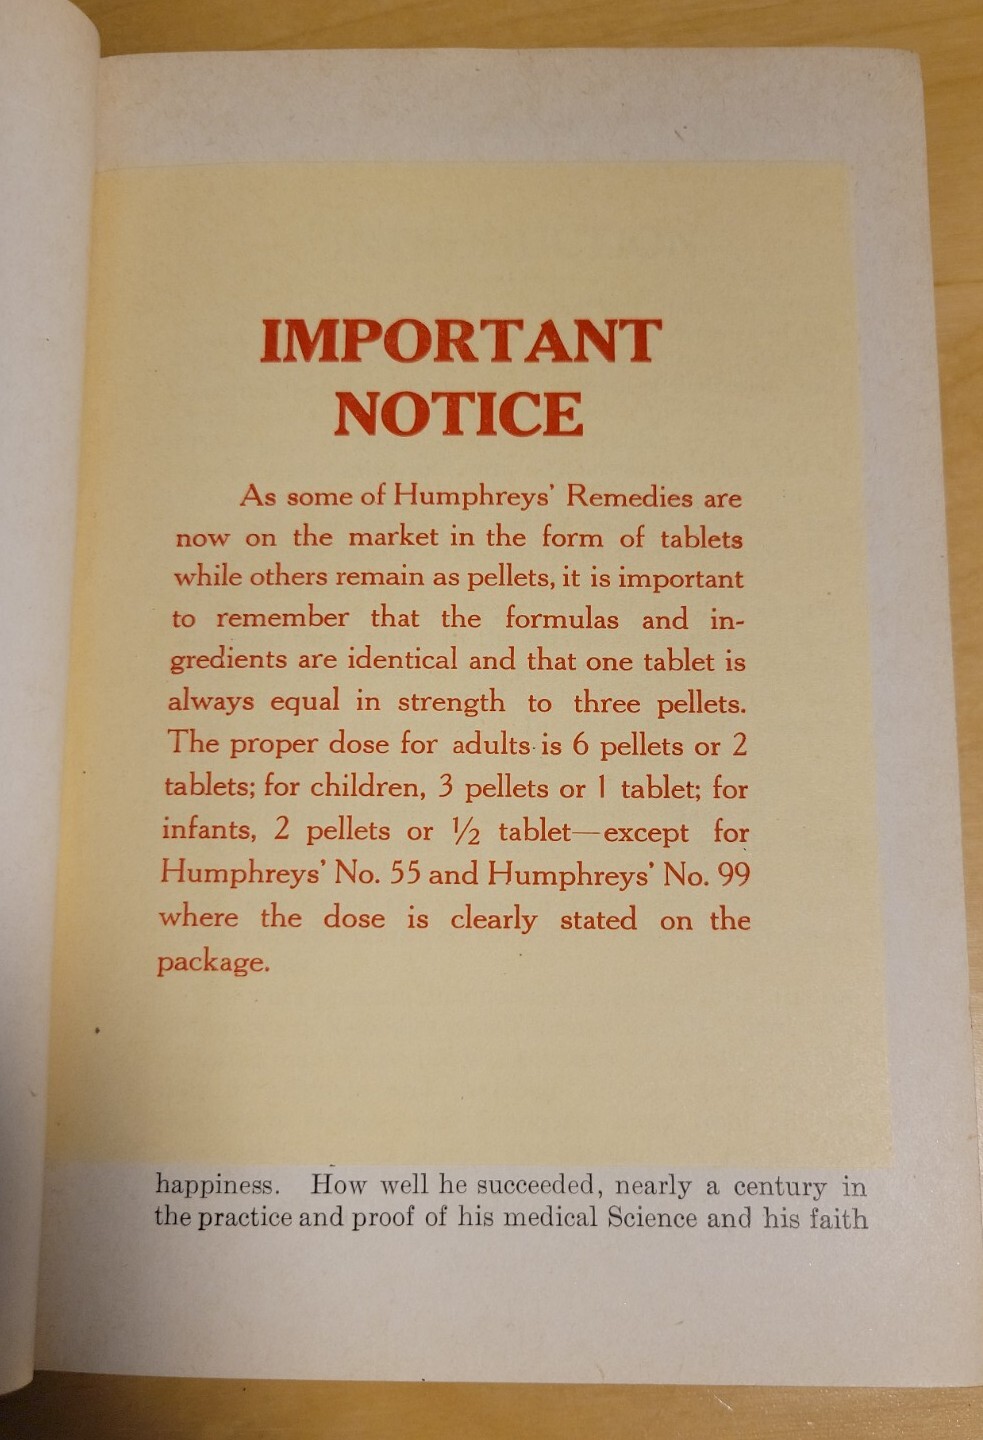 IMPORTANT
NOTICE
As some of Humphreys' Remedies are
now on the market in the form of tablets
while others remain as pellets, it is important
to remember that the formulas and in-
gredients are identical and that one tablet is
always equal in strength to three pellets.
The proper dose for adults is 6 pellets or 2
tablets; for children, 3 pellets or 1 tablet; for
infants, 2 pellets or ½ tablet—except for
Humphreys' No. 55 and Humphreys' No. 99
where the dose is clearly stated on the
package.
happiness. How well he succeeded, nearly a century in
the practice and proof of his medical Science and his faith